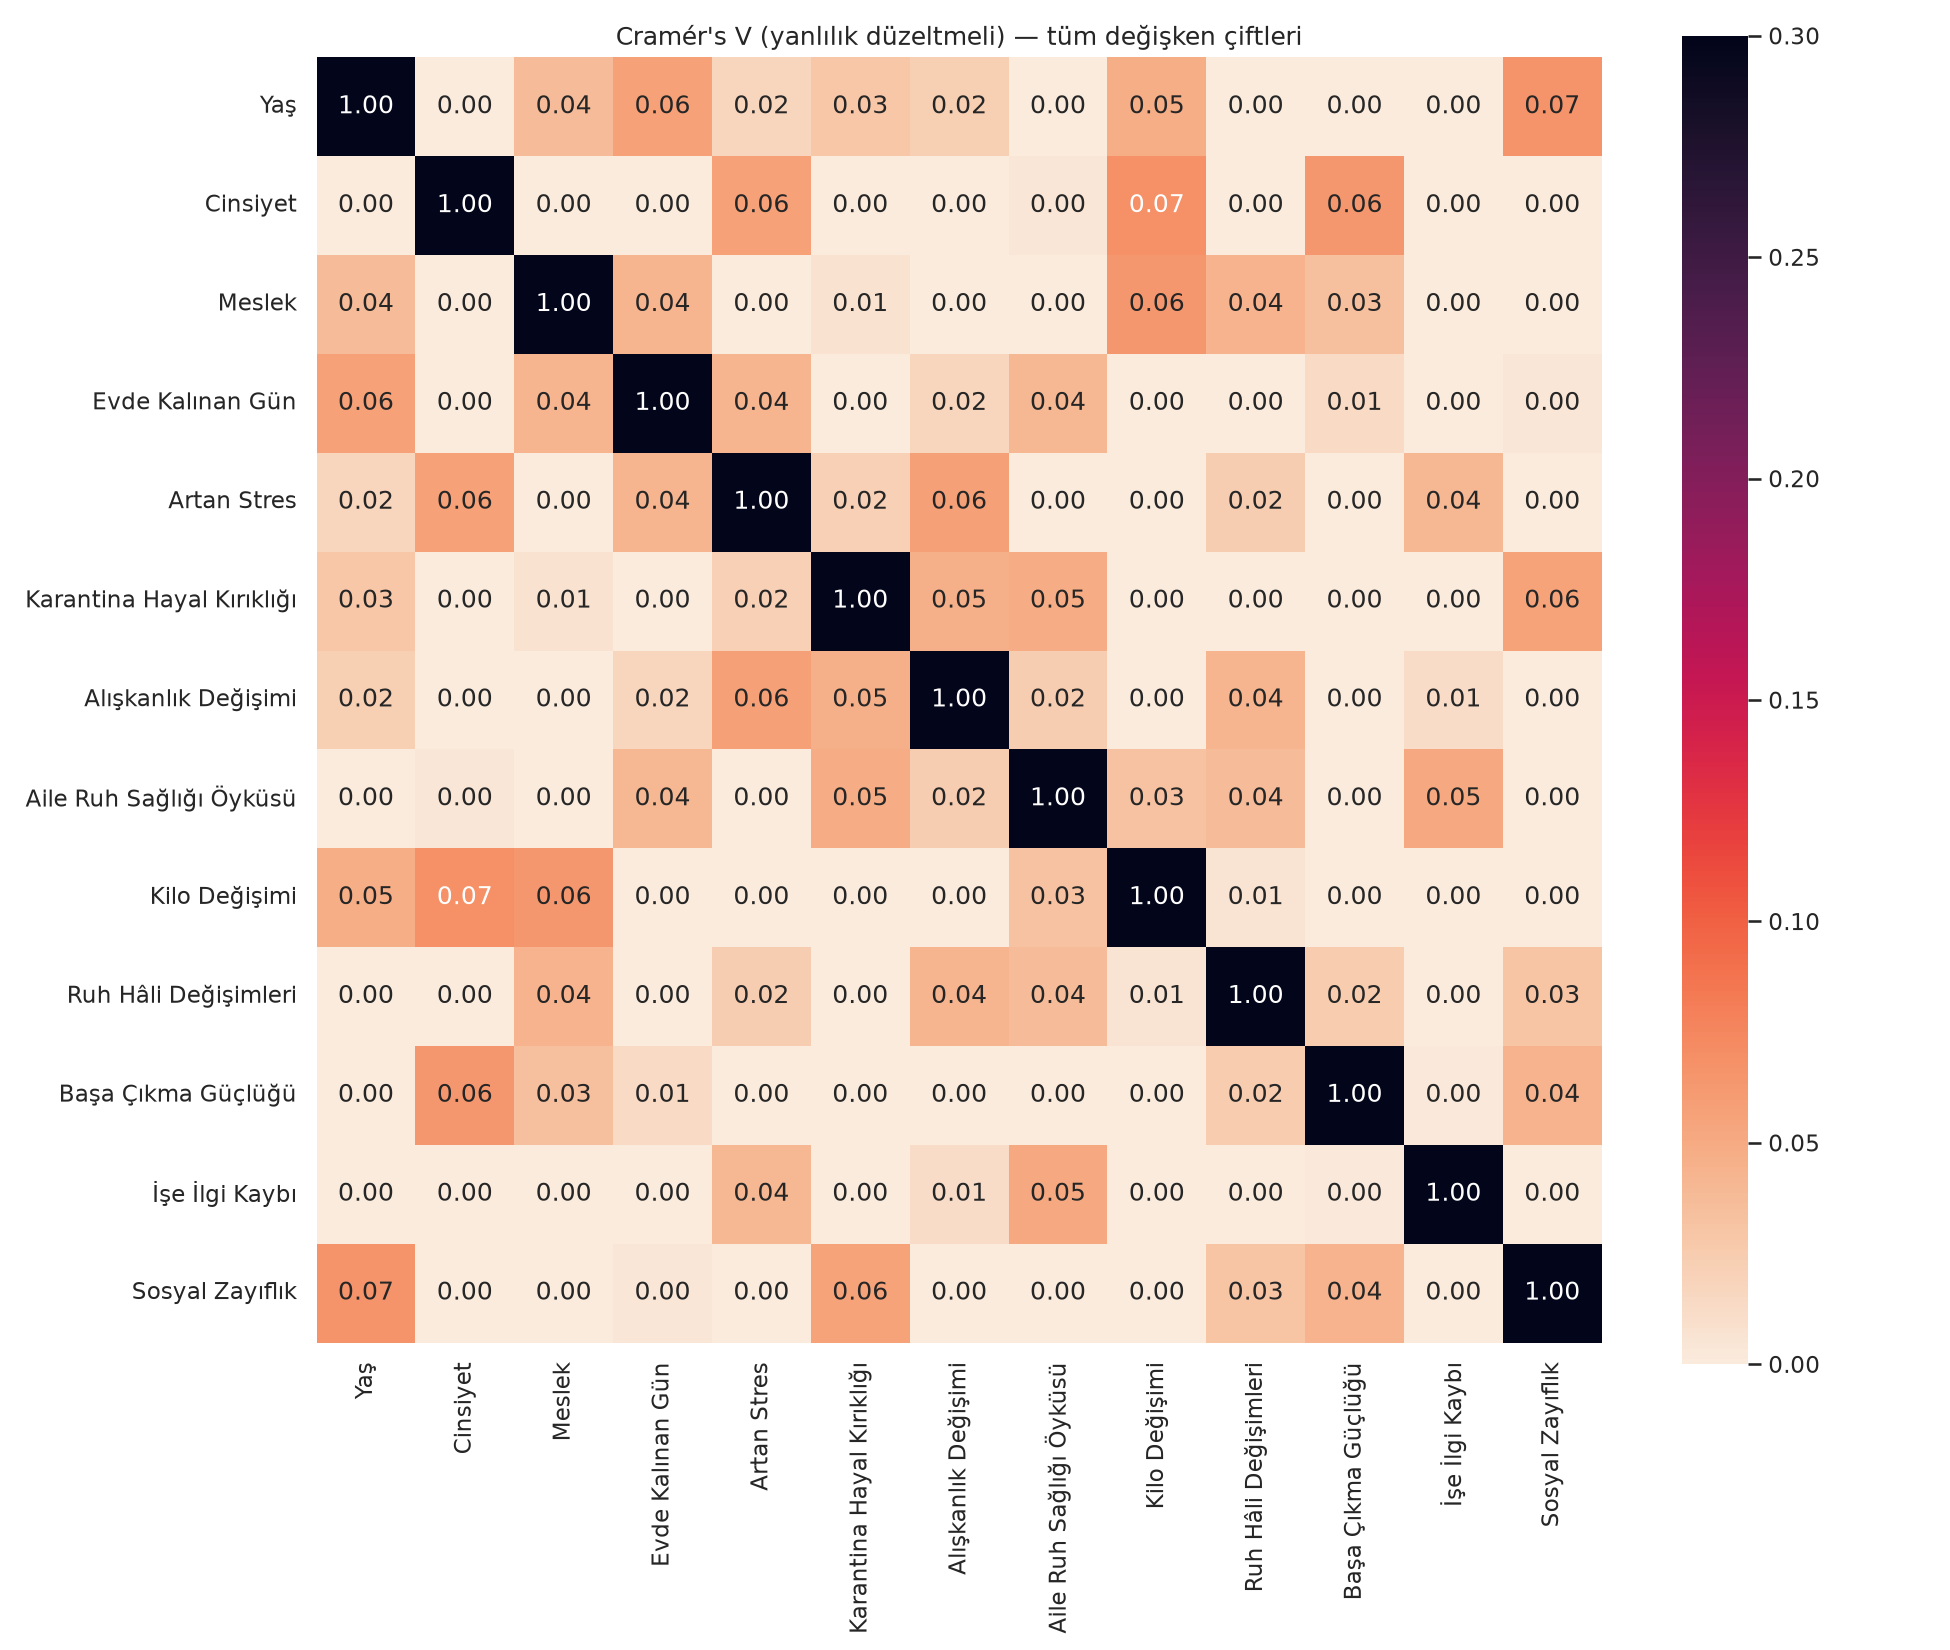 Cramér's V (yanlılık düzeltmeli) — tüm değişken çiftleri
Yaş 1.00 0.00 0.04 0.06 0.02 0.03 0.02 0.00 0.05 0.00 0.00 0.00 0.07
Cinsiyet 0.00 1.00 0.00 0.00 0.06 0.00 0.00 0.00 0.07 0.00 0.06 0.00 0.00
Meslek 0.04 0.00 1.00 0.04 0.00 0.01 0.00 0.00 0.06 0.04 0.03 0.00 0.00
Evde Kalınan Gün 0.06 0.00 0.04 1.00 0.04 0.00 0.02 0.04 0.00 0.00 0.01 0.00 0.00
Artan Stres 0.02 0.06 0.00 0.04 1.00 0.02 0.06 0.00 0.00 0.02 0.00 0.04 0.00
Karantina Hayal Kırıklığı 0.03 0.00 0.01 0.00 0.02 1.00 0.05 0.05 0.00 0.00 0.00 0.00 0.06
Alışkanlık Değişimi 0.02 0.00 0.00 0.02 0.06 0.05 1.00 0.02 0.00 0.04 0.00 0.01 0.00
Aile Ruh Sağlığı Öyküsü 0.00 0.00 0.00 0.04 0.00 0.05 0.02 1.00 0.03 0.04 0.00 0.05 0.00
Kilo Değişimi 0.05 0.07 0.06 0.00 0.00 0.00 0.00 0.03 1.00 0.01 0.00 0.00 0.00
Ruh Hâli Değişimleri 0.00 0.00 0.04 0.00 0.02 0.00 0.04 0.04 0.01 1.00 0.02 0.00 0.03
Başa Çıkma Güçlüğü 0.00 0.06 0.03 0.01 0.00 0.00 0.00 0.00 0.00 0.02 1.00 0.00 0.04
İşe İlgi Kaybı 0.00 0.00 0.00 0.00 0.04 0.00 0.01 0.05 0.00 0.00 0.00 1.00 0.00
Sosyal Zayıflık 0.07 0.00 0.00 0.00 0.00 0.06 0.00 0.00 0.00 0.03 0.04 0.00 1.00
Yaş
Cinsiyet
Meslek
Evde Kalınan Gün
Artan Stres
Karantina Hayal Kırıklığı
Alışkanlık Değişimi
Aile Ruh Sağlığı Öyküsü
Kilo Değişimi
Ruh Hâli Değişimleri
Başa Çıkma Güçlüğü
İşe İlgi Kaybı
Sosyal Zayıflık
0.30
0.25
0.20
0.15
0.10
0.05
0.00